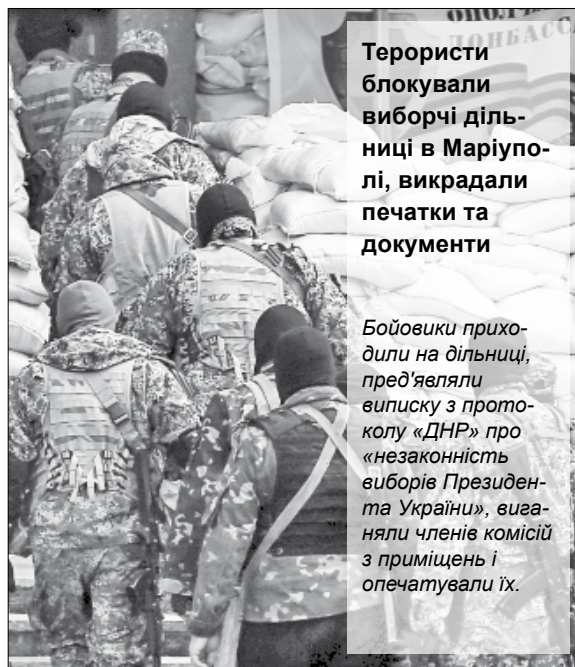 ДОНБАССА
Терористи
блокували
виборчі діль-
ниці в Маріупо-
лі, викрадали
печатки та
документи
Бойовики прихо-
дили на дільниці,
пред'являли
виписку з прото-
колу «ДНР» про
«незаконність
виборів Президен-
та України», вига-
няли членів комісій
з приміщень і
опечатували їх.